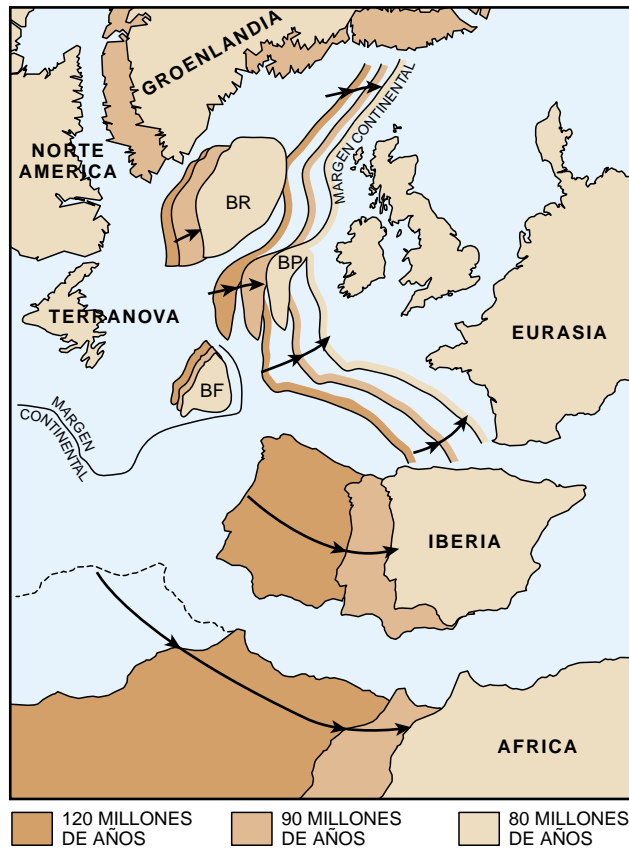 GROENLANDIA
NORTE
AMERICA
BR
MARGEN CONTINENTAL
BP
TERRANOVA
EURASIA
BF
MARGEN
CONTINENTAL
IBERIA
AFRICA
120 MILLONES
DE AÑOS
90 MILLONES
DE AÑOS
80 MILLONES
DE AÑOS